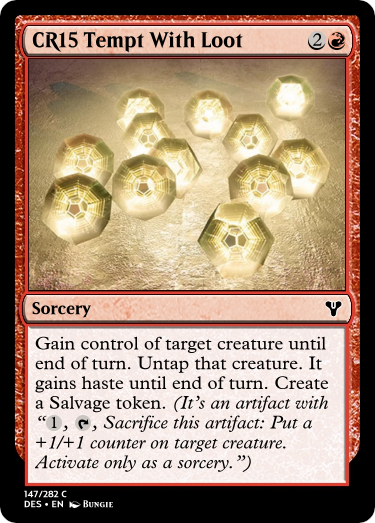 CR15 Tempt With Loot 2
Sorcery
Gain control of target creature until
end of turn. Untap that creature. It
gains haste until end of turn. Create
a Salvage token. (It's an artifact with
“1, , Sacrifice this artifact: Put a
+1/+1 counter on target creature.
Activate only as a sorcery.”)
147/282 C
DES • EN Bungie